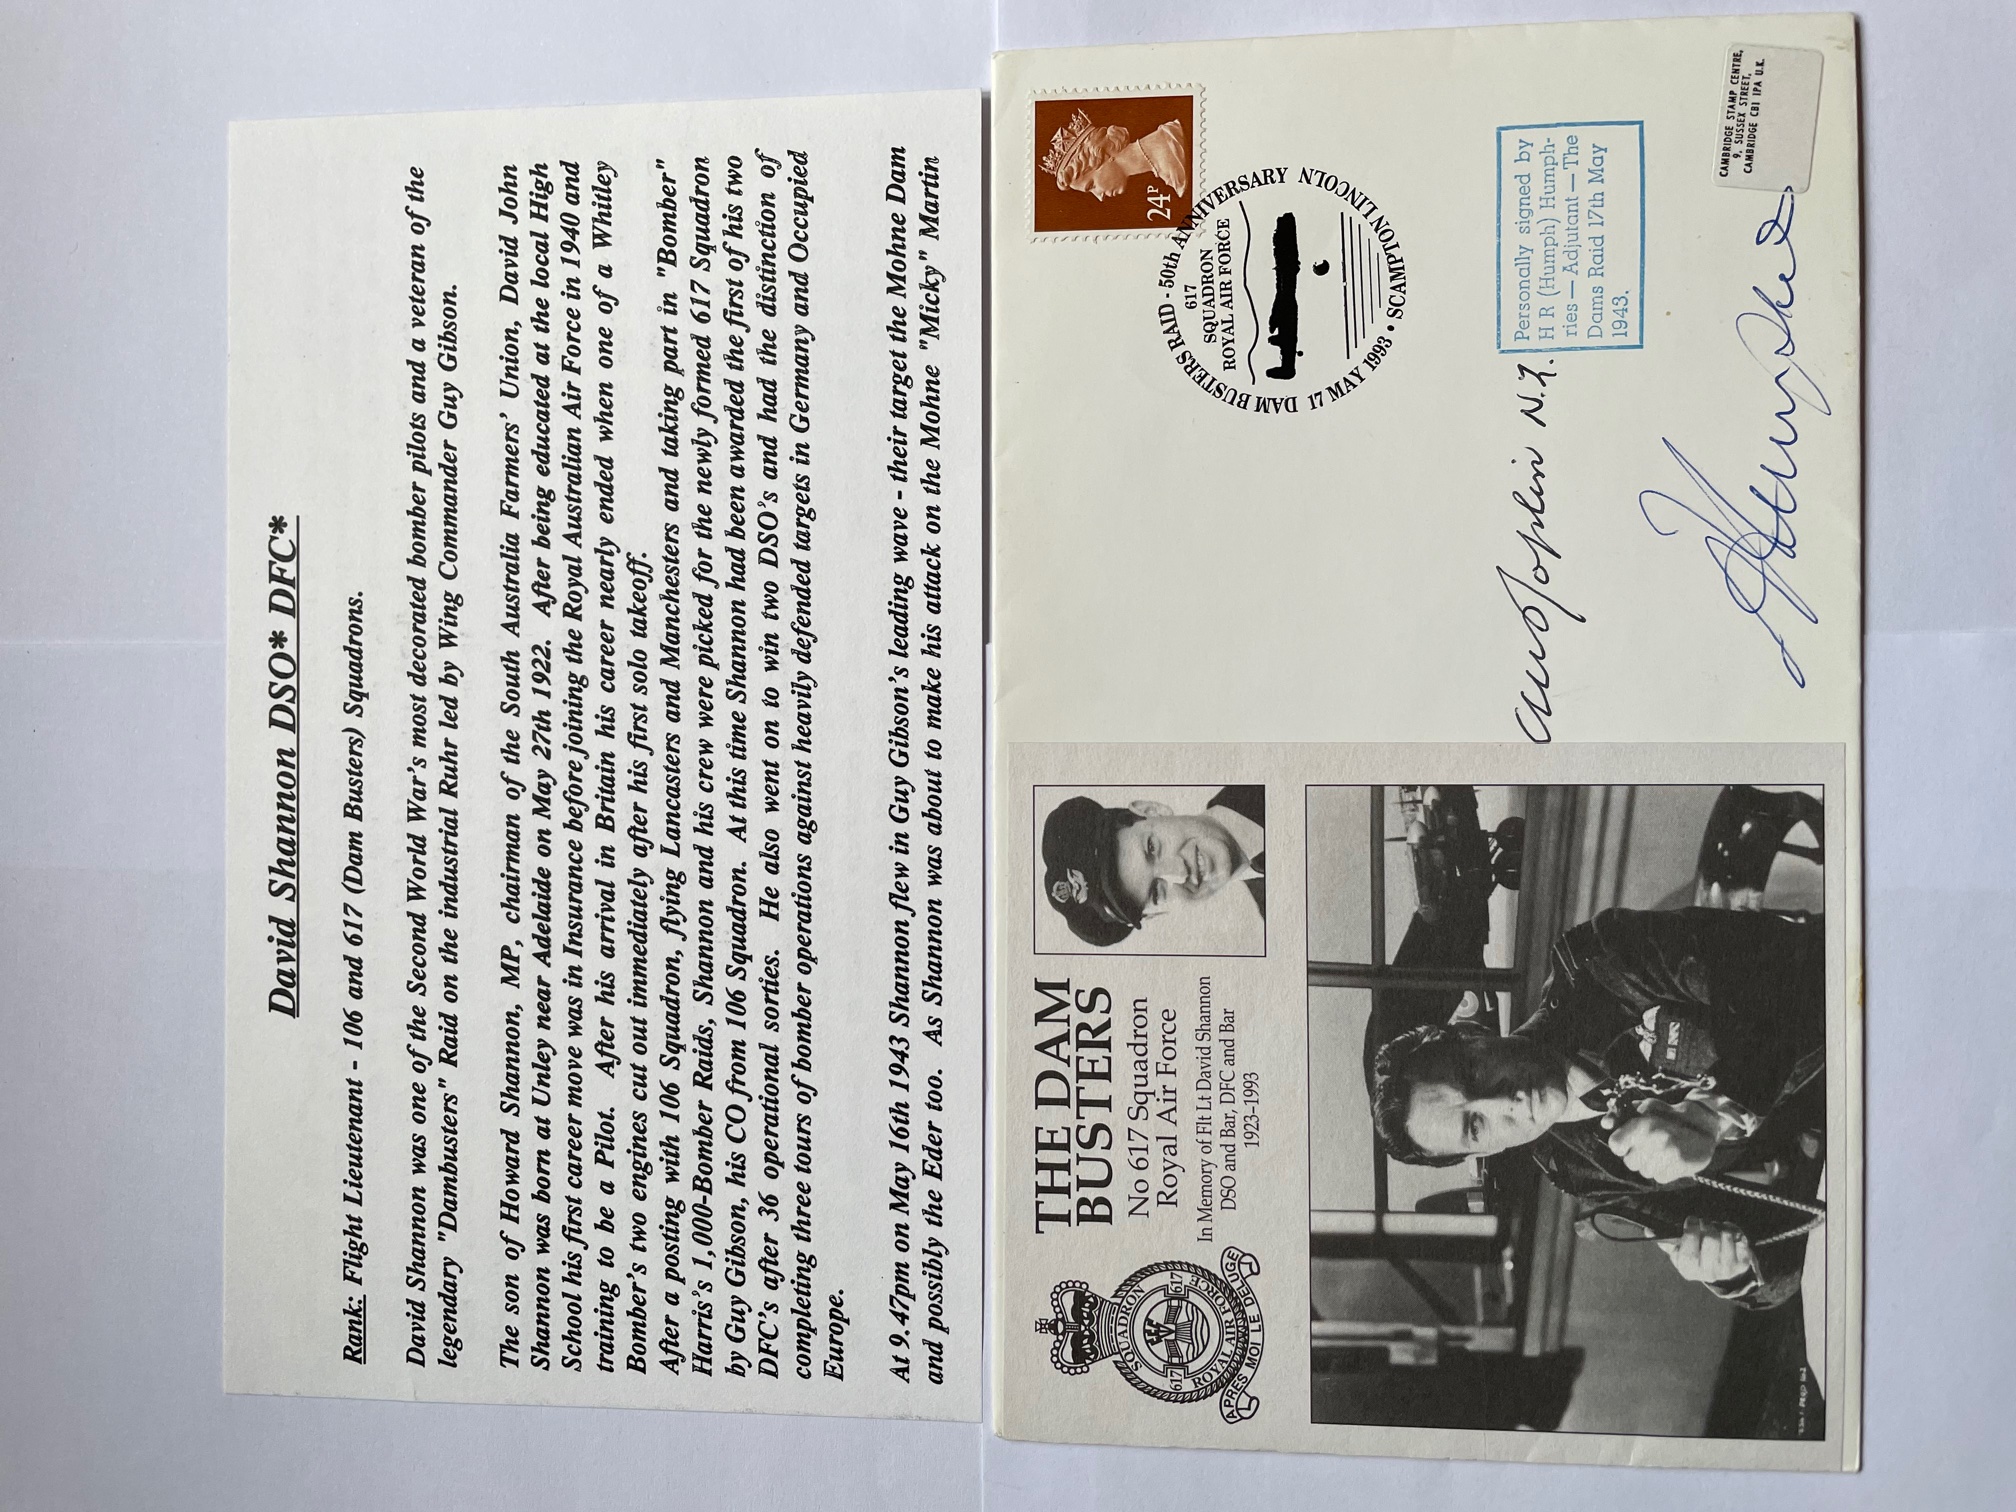 David Shannon DSO* DFC*
Rank: Flight Lieutenant - 106 and 617 (Dam Busters) Squadrons.
David Shannon was one of the Second World War's most decorated bomber pilots and a veteran of the
legendary "Dambusters" Raid on the industrial Ruhr led by Wing Commander Guy Gibson.
The son of Howard Shannon, MP, chairman of the South Australia Farmers' Union, David John
Shannon was born at Unley near Adelaide on May 27th 1922. After being educated at the local High
School his first career move was in Insurance before joining the Royal Australian Air Force in 1940 and
training to be a Pilot. After his arrival in Britain his career nearly ended when one of a Whitley
Bomber's two engines cut out immediately after his first solo takeoff.
After a posting with 106 Squadron, flying Lancasters and Manchesters and taking part in "Bomber"
Harris's 1,000-Bomber Raids, Shannon and his crew were picked for the newly formed 617 Squadron
by Guy Gibson, his CO from 106 Squadron. At this time Shannon had been awarded the first of his two
DFC's after 36 operational sorties. He also went on to win two DSO's and had the distinction of
completing three tours of bomber operations against heavily defended targets in Germany and Occupied
Europe.
At 9.47pm on May 16th 1943 Shannon flew in Guy Gibson's leading wave - their target the Mohne Dam
and possibly the Eder too. As Shannon was about to make his attack on the Mohne "Micky" Martin
SQUADRON
617 617
ROYAL AIR FORCE
APRES MOI LE DELUGE
THE DAM
BUSTERS
No 617 Squadron
Royal Air Force
In Memory of Flt Lt David Shannon
DSO and Bar, DFC and Bar
1923-1993
24P
DAM BUSTERS RAID - 50th ANNIVERSARY
617
SQUADRON
ROYAL AIR FORCE
17 MAY 1993 • SCAMPTON LINCOLN
Joplin N.Z.
Personally signed by
H R (Humph) Humph-
ries — Adjutant — The
Dams Raid 17th May
1943.
Humphries
CAMBRIDGE STAMP CENTRE,
9, SUSSEX STREET,
CAMBRIDGE CB1 1PA U.K.